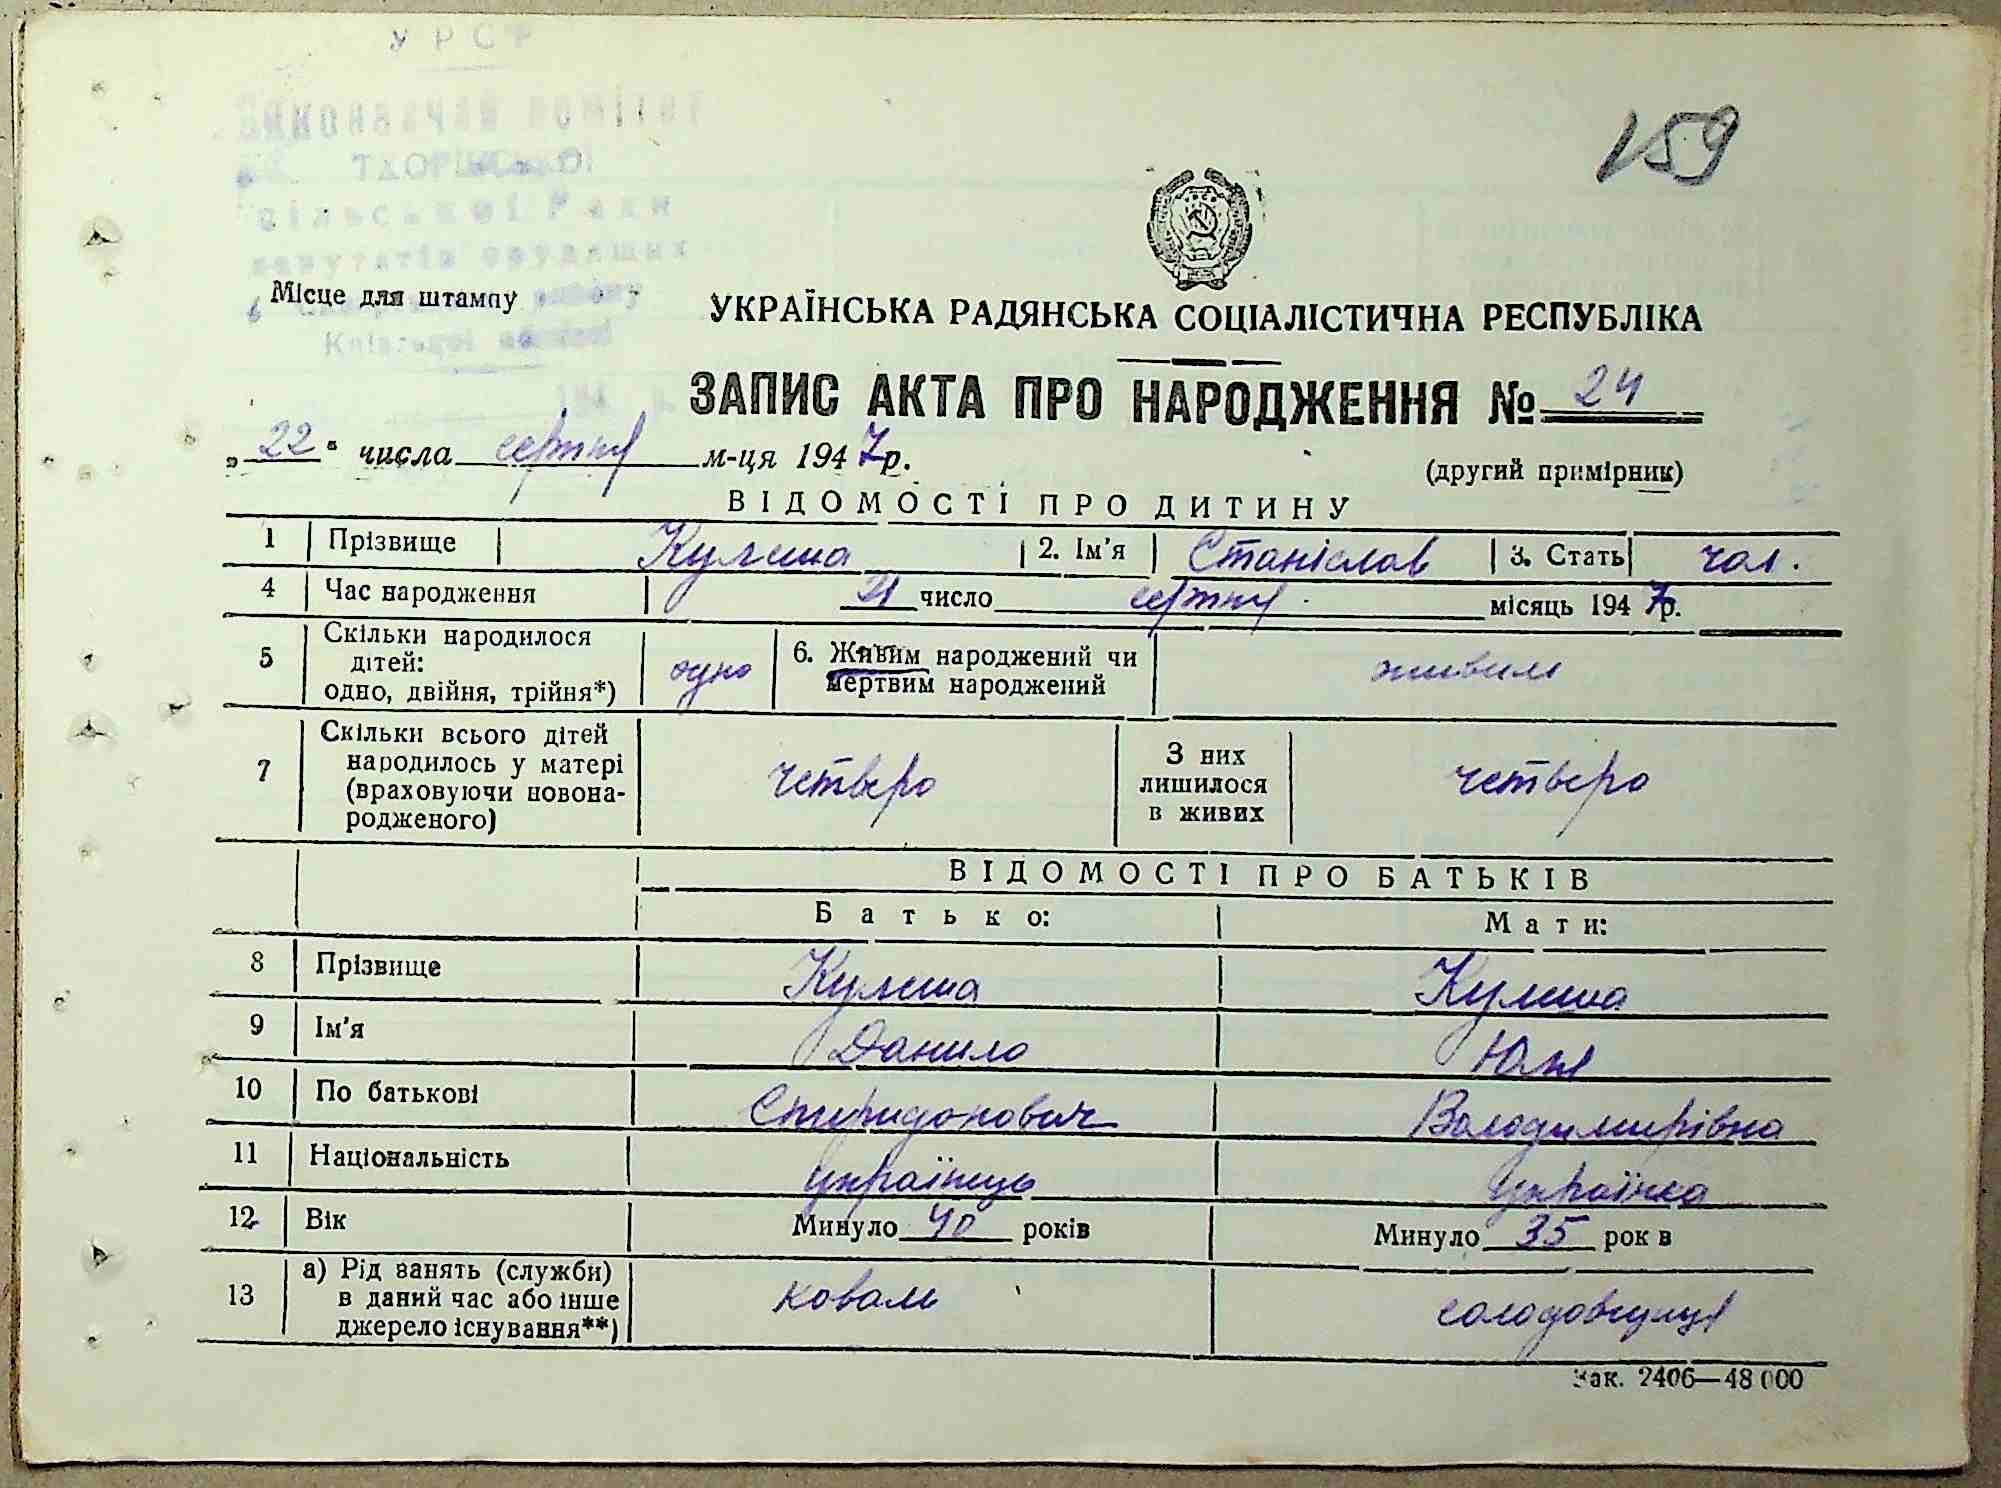 УРСР
Виконавчий комітет
сільської Ради
депутатів трудящих
району
Київської області
159
Місце для штампу
УКРАЇНСЬКА РАДЯНСЬКА СОЦІАЛІСТИЧНА РЕСПУБЛІКА
ЗАПИС АКТА ПРО НАРОДЖЕННЯ № 24
„22“ числа серпня м-ця 1947 р.
(другий примірник)
ВІДОМОСТІ ПРО ДИТИНУ
1 Прізвище Кулеша 2. Ім'я Станіслав 3. Стать чол.
4 Час народження 21 число серпня місяць 1947 р.
5 Скільки народилося дітей: одно, двійня, трійня*) одно 6. Живим народжений чи мертвим народжений живим
7 Скільки всього дітей народилось у матері (враховуючи новонародженого) четверо З них лишилося в живих четверо
ВІДОМОСТІ ПРО БАТЬКІВ
Батько: Мати:
8 Прізвище Кулеша Кулеша
9 Ім'я Данило Юля
10 По батькові Спиридонович Володимирівна
11 Національність українець українка
12 Вік Минуло 40 років Минуло 35 рок в
13 а) Рід занять (служби) в даний час або інше джерело існування**) коваль
Зак. 2406—48 000